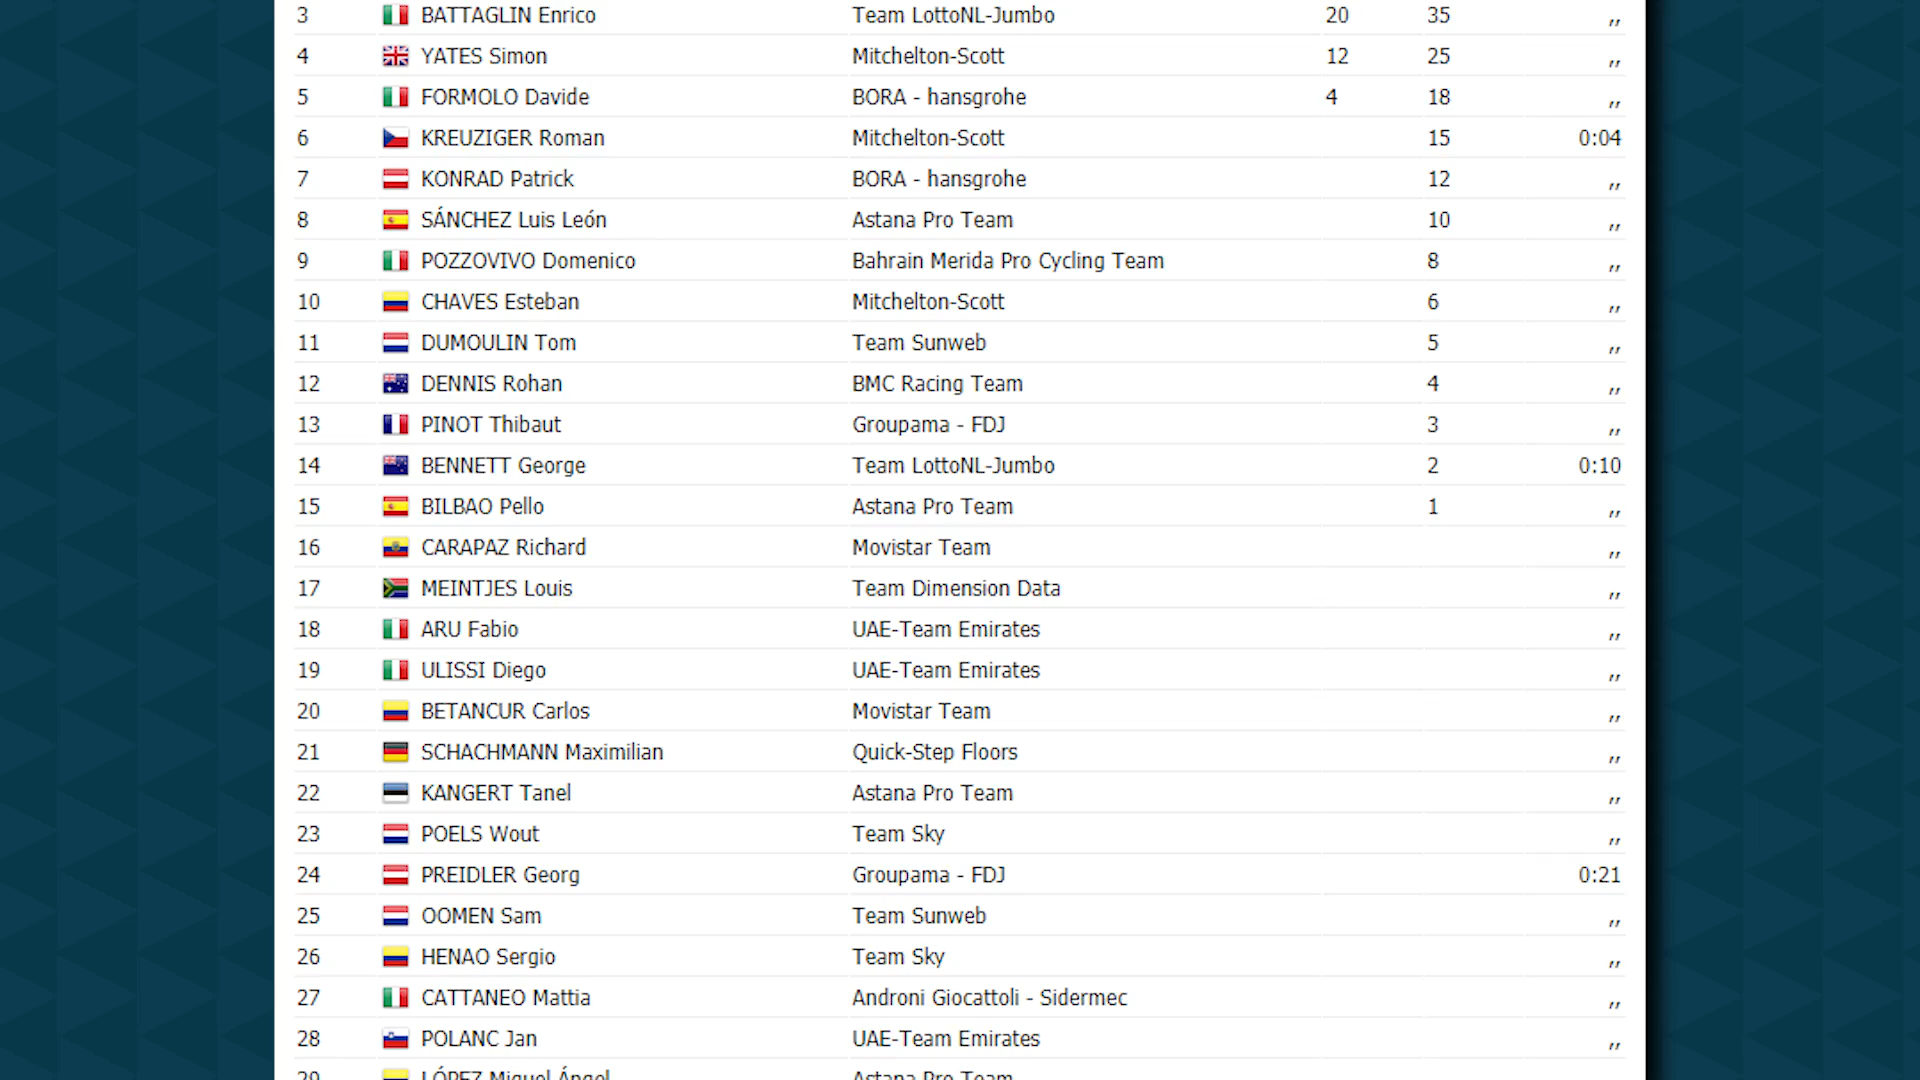 3 BATTAGLIN Enrico Team LottoNL-Jumbo 20 35 ,,
4 YATES Simon Mitchelton-Scott 12 25 ,,
5 FORMOLO Davide BORA - hansgrohe 4 18 ,,
6 KREUZIGER Roman Mitchelton-Scott 15 0:04
7 KONRAD Patrick BORA - hansgrohe 12 ,,
8 SÁNCHEZ Luis León Astana Pro Team 10 ,,
9 POZZOVIVO Domenico Bahrain Merida Pro Cycling Team 8 ,,
10 CHAVES Esteban Mitchelton-Scott 6 ,,
11 DUMOULIN Tom Team Sunweb 5 ,,
12 DENNIS Rohan BMC Racing Team 4 ,,
13 PINOT Thibaut Groupama - FDJ 3 ,,
14 BENNETT George Team LottoNL-Jumbo 2 0:10
15 BILBAO Pello Astana Pro Team 1 ,,
16 CARAPAZ Richard Movistar Team ,,
17 MEINTJES Louis Team Dimension Data ,,
18 ARU Fabio UAE-Team Emirates ,,
19 ULISSI Diego UAE-Team Emirates ,,
20 BETANCUR Carlos Movistar Team ,,
21 SCHACHMANN Maximilian Quick-Step Floors ,,
22 KANGERT Tanel Astana Pro Team ,,
23 POELS Wout Team Sky ,,
24 PREIDLER Georg Groupama - FDJ 0:21
25 OOMEN Sam Team Sunweb ,,
26 HENAO Sergio Team Sky ,,
27 CATTANEO Mattia Androni Giocattoli - Sidermec ,,
28 POLANC Jan UAE-Team Emirates ,,
29 LÓPEZ Miguel Ángel Astana Pro Team